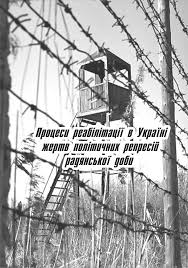 Процеси реабілітації в Україні
жертв політичних репресій
радянської доби